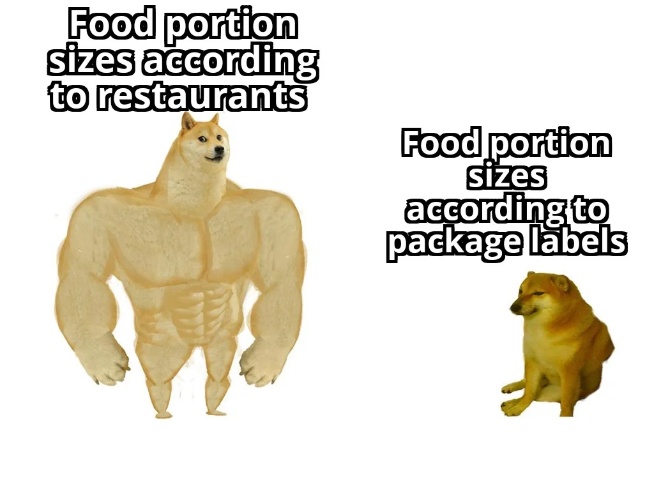 Food portion
sizes according
to restaurants
Food portion
sizes
according to
package labels